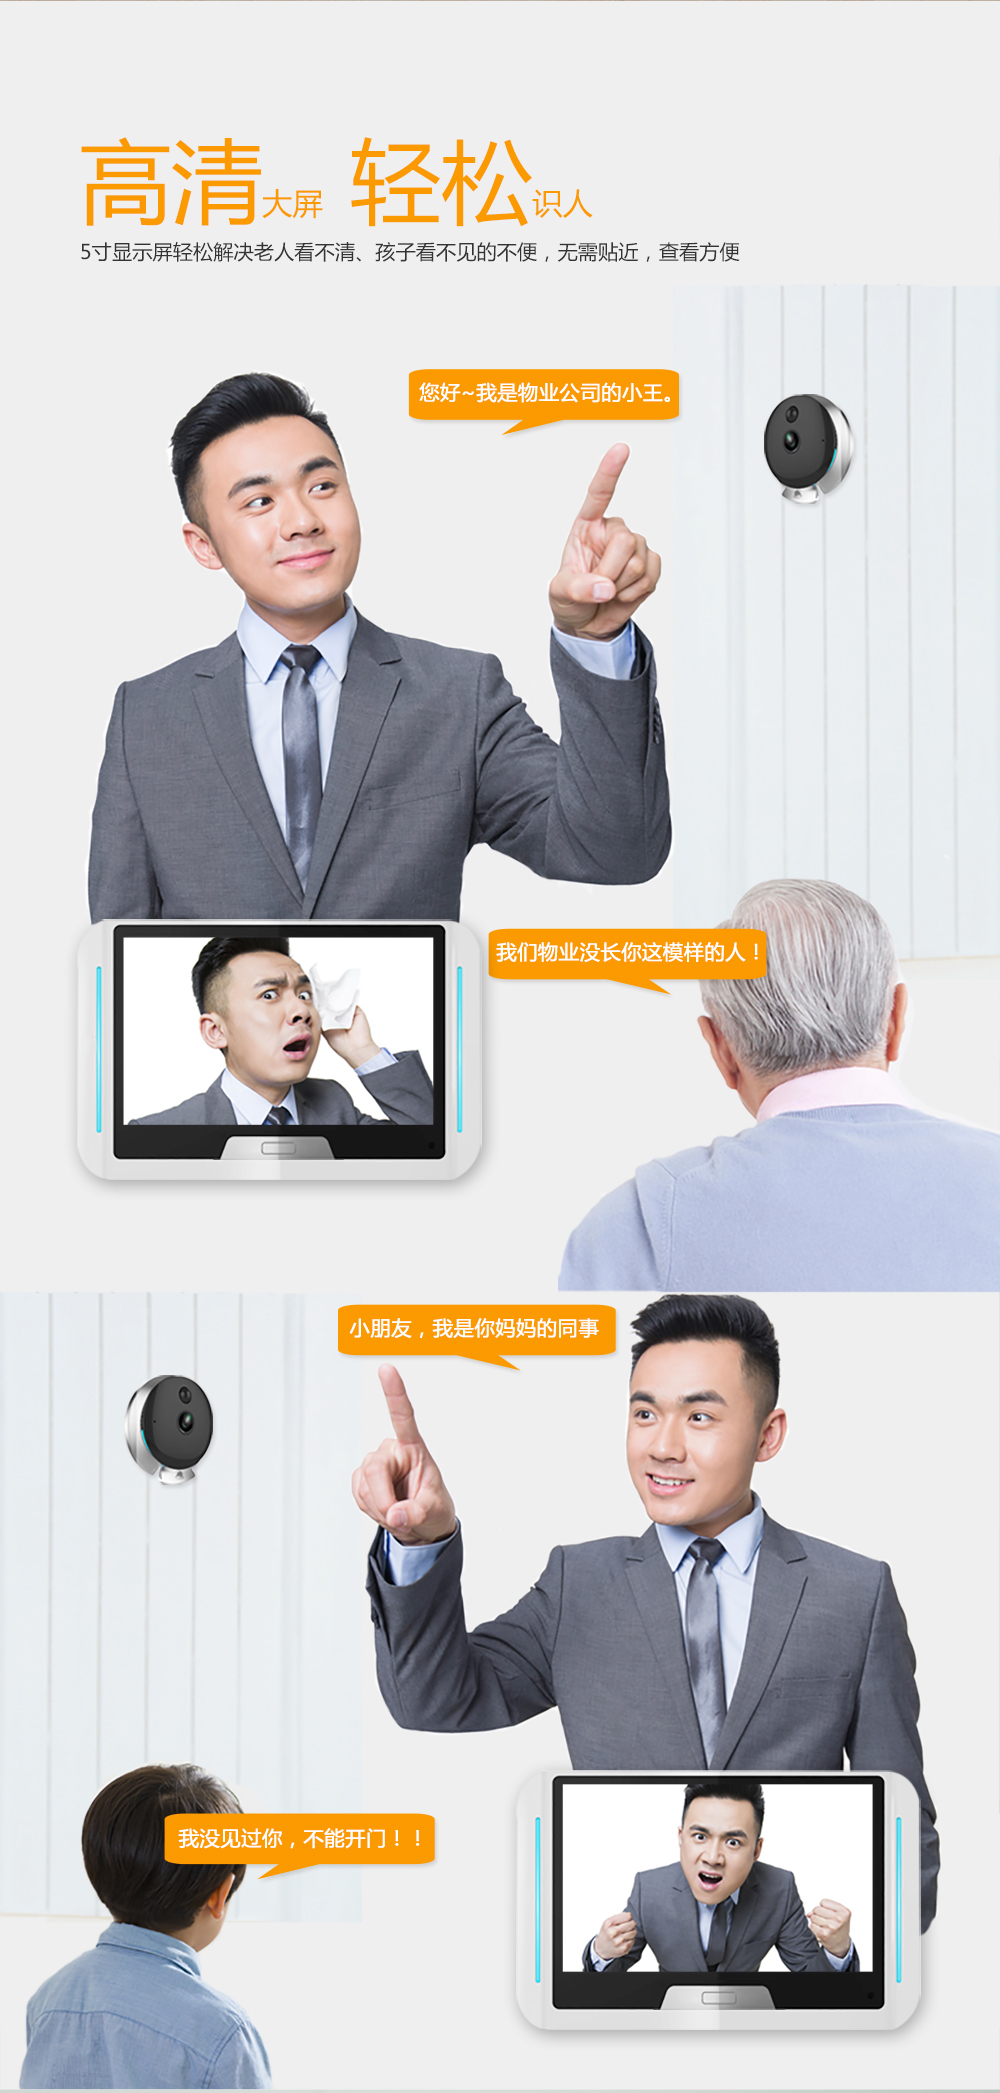 高清大屏 轻松识人
5寸显示屏轻松解决老人看不清、孩子看不见的不便，无需贴近，查看方便
您好~我是物业公司的小王。
我们物业没长你这模样的人！
小朋友，我是你妈妈的同事
我没见过你，不能开门！！